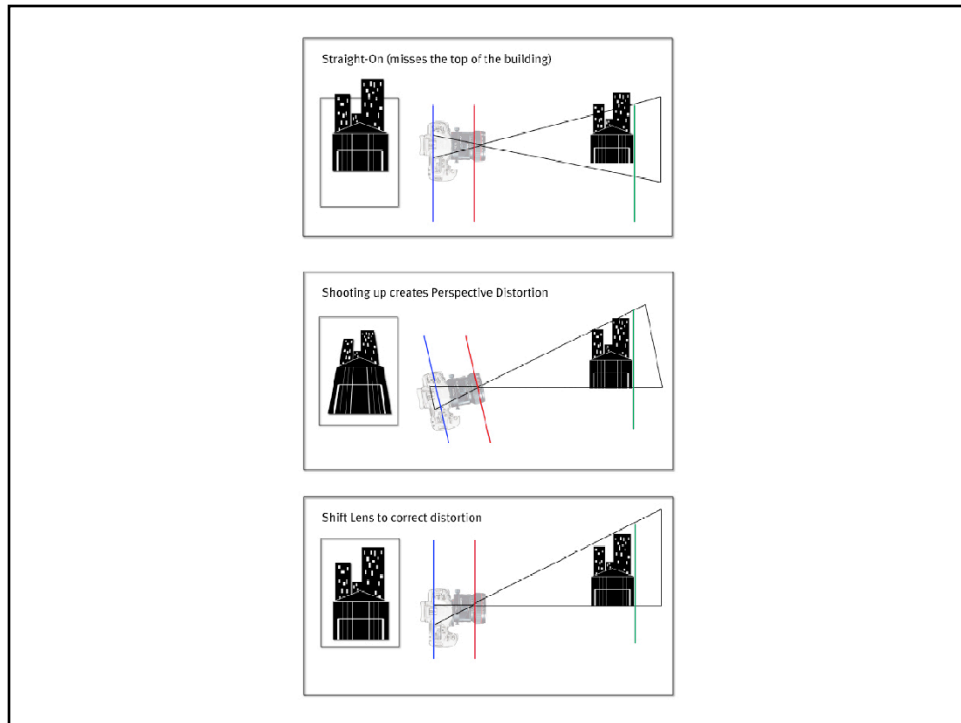 Straight-On (misses the top of the building)
Shooting up creates Perspective Distortion
Shift Lens to correct distortion